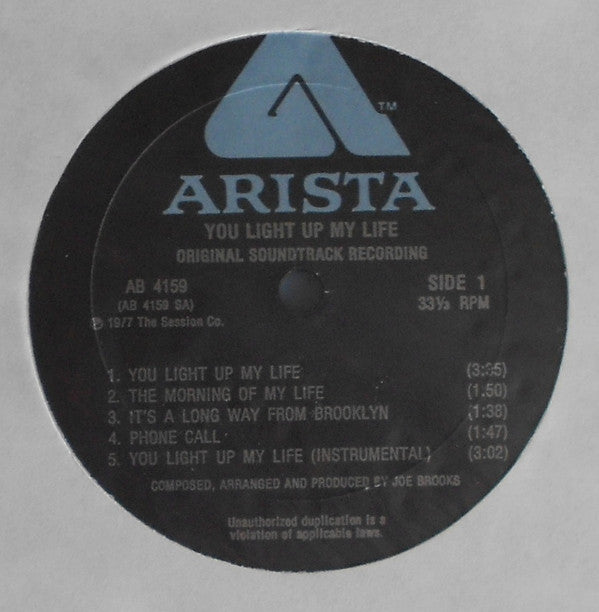 TM
ARISTA
YOU LIGHT UP MY LIFE
ORIGINAL SOUNDTRACK RECORDING
AB 4159 SIDE 1
(AB 4159 SA) 33⅓ RPM
℗ 1977 The Session Co.
1. YOU LIGHT UP MY LIFE (3:35)
2. THE MORNING OF MY LIFE (1.50)
3. IT'S A LONG WAY FROM BROOKLYN (1:38)
4. PHONE CALL (1:47)
5. YOU LIGHT UP MY LIFE (INSTRUMENTAL) (3:02)
COMPOSED, ARRANGED AND PRODUCED BY JOE BROOKS
Unauthorized duplication is a
violation of applicable laws.